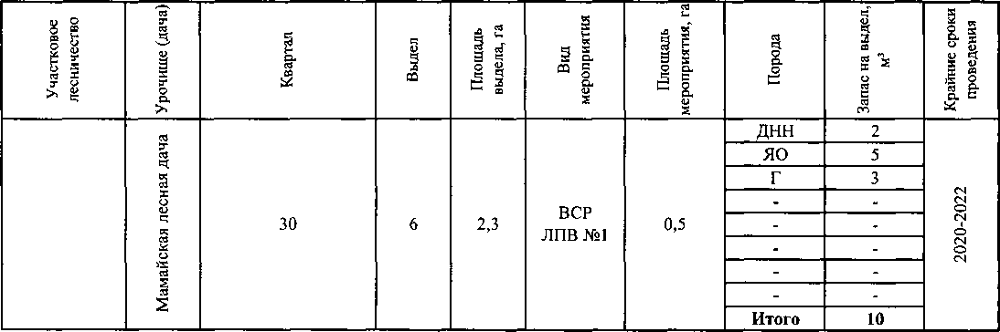 Участковое
лесничество
Урочище (дача)
Квартал
Выдел
Площадь
выдела, га
Вид
мероприятия
Площадь
мероприятия, га
Порода
Запас на выдел,
м³
Крайние сроки
проведения
Мамайская лесная дача
30
6
2,3
ВСР
ЛПВ №1
0,5
ДНН 2
ЯО 5
Г 3
- -
- -
- -
- -
- -
Итого 10
2020-2022